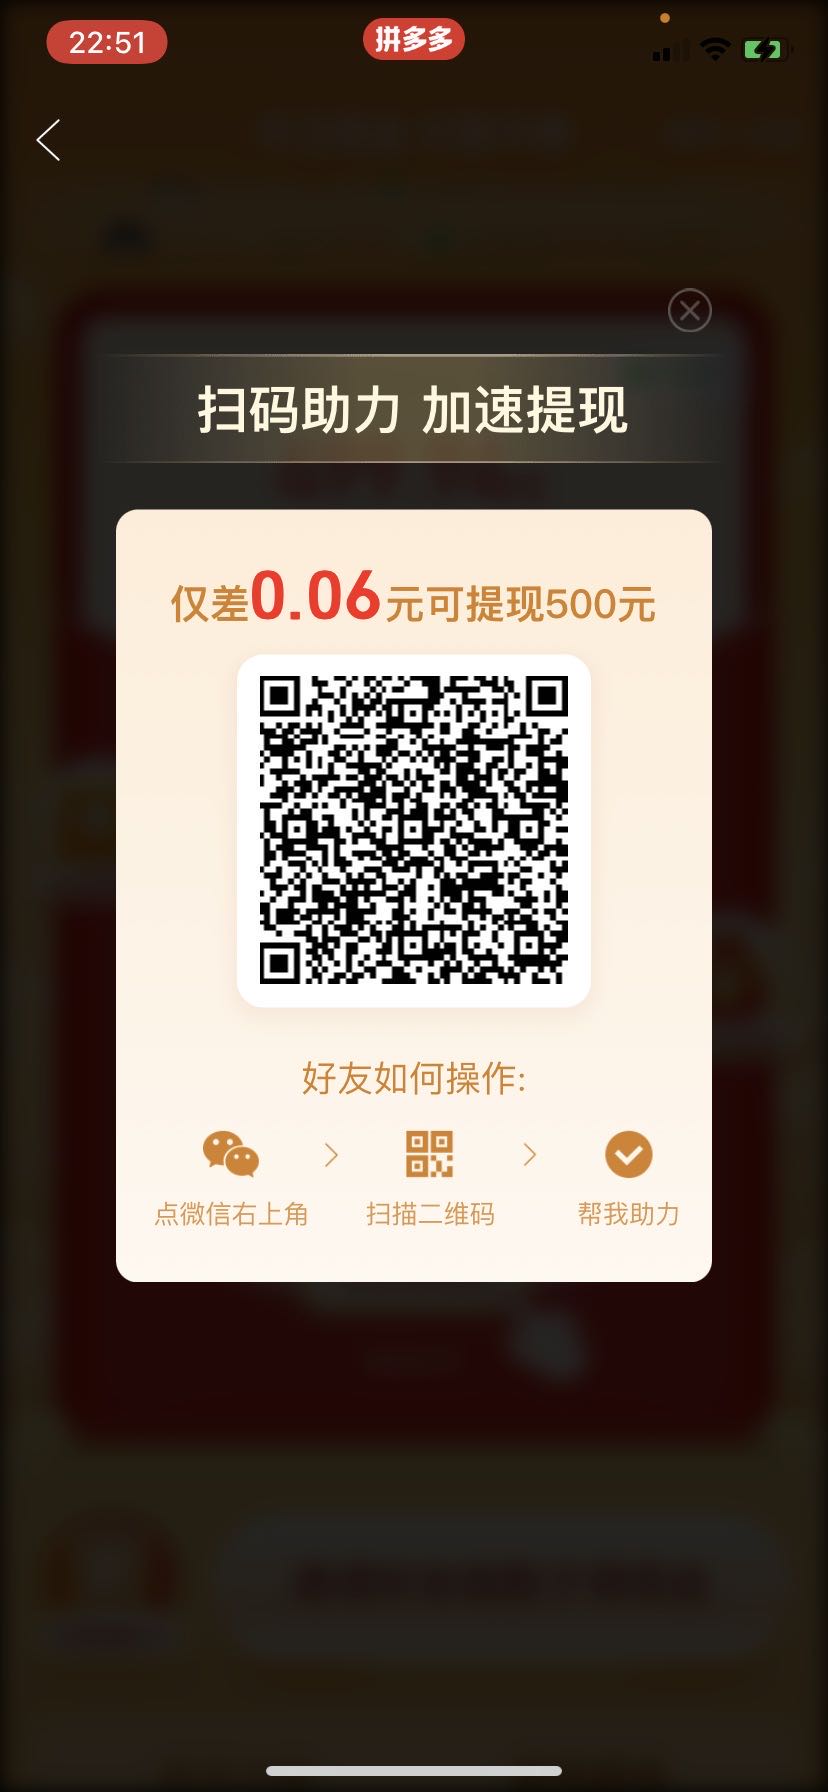 22:51
拼多多
扫码助力 加速提现
仅差0.06元可提现500元
好友如何操作:
点微信右上角
扫描二维码
帮我助力